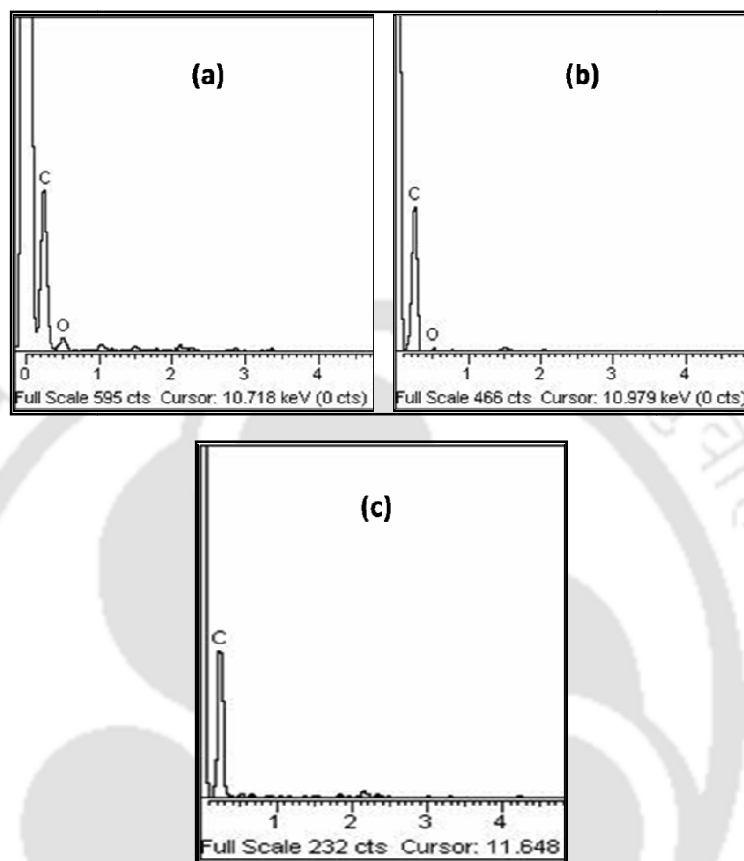 (a)
C
O
0 1 2 3 4
Full Scale 595 cts Cursor: 10.718 keV (0 cts)
(b)
C
O
1 2 3 4
Full Scale 466 cts Cursor: 10.979 keV (0 cts)
(c)
C
1 2 3 4
Full Scale 232 cts Cursor: 11.648